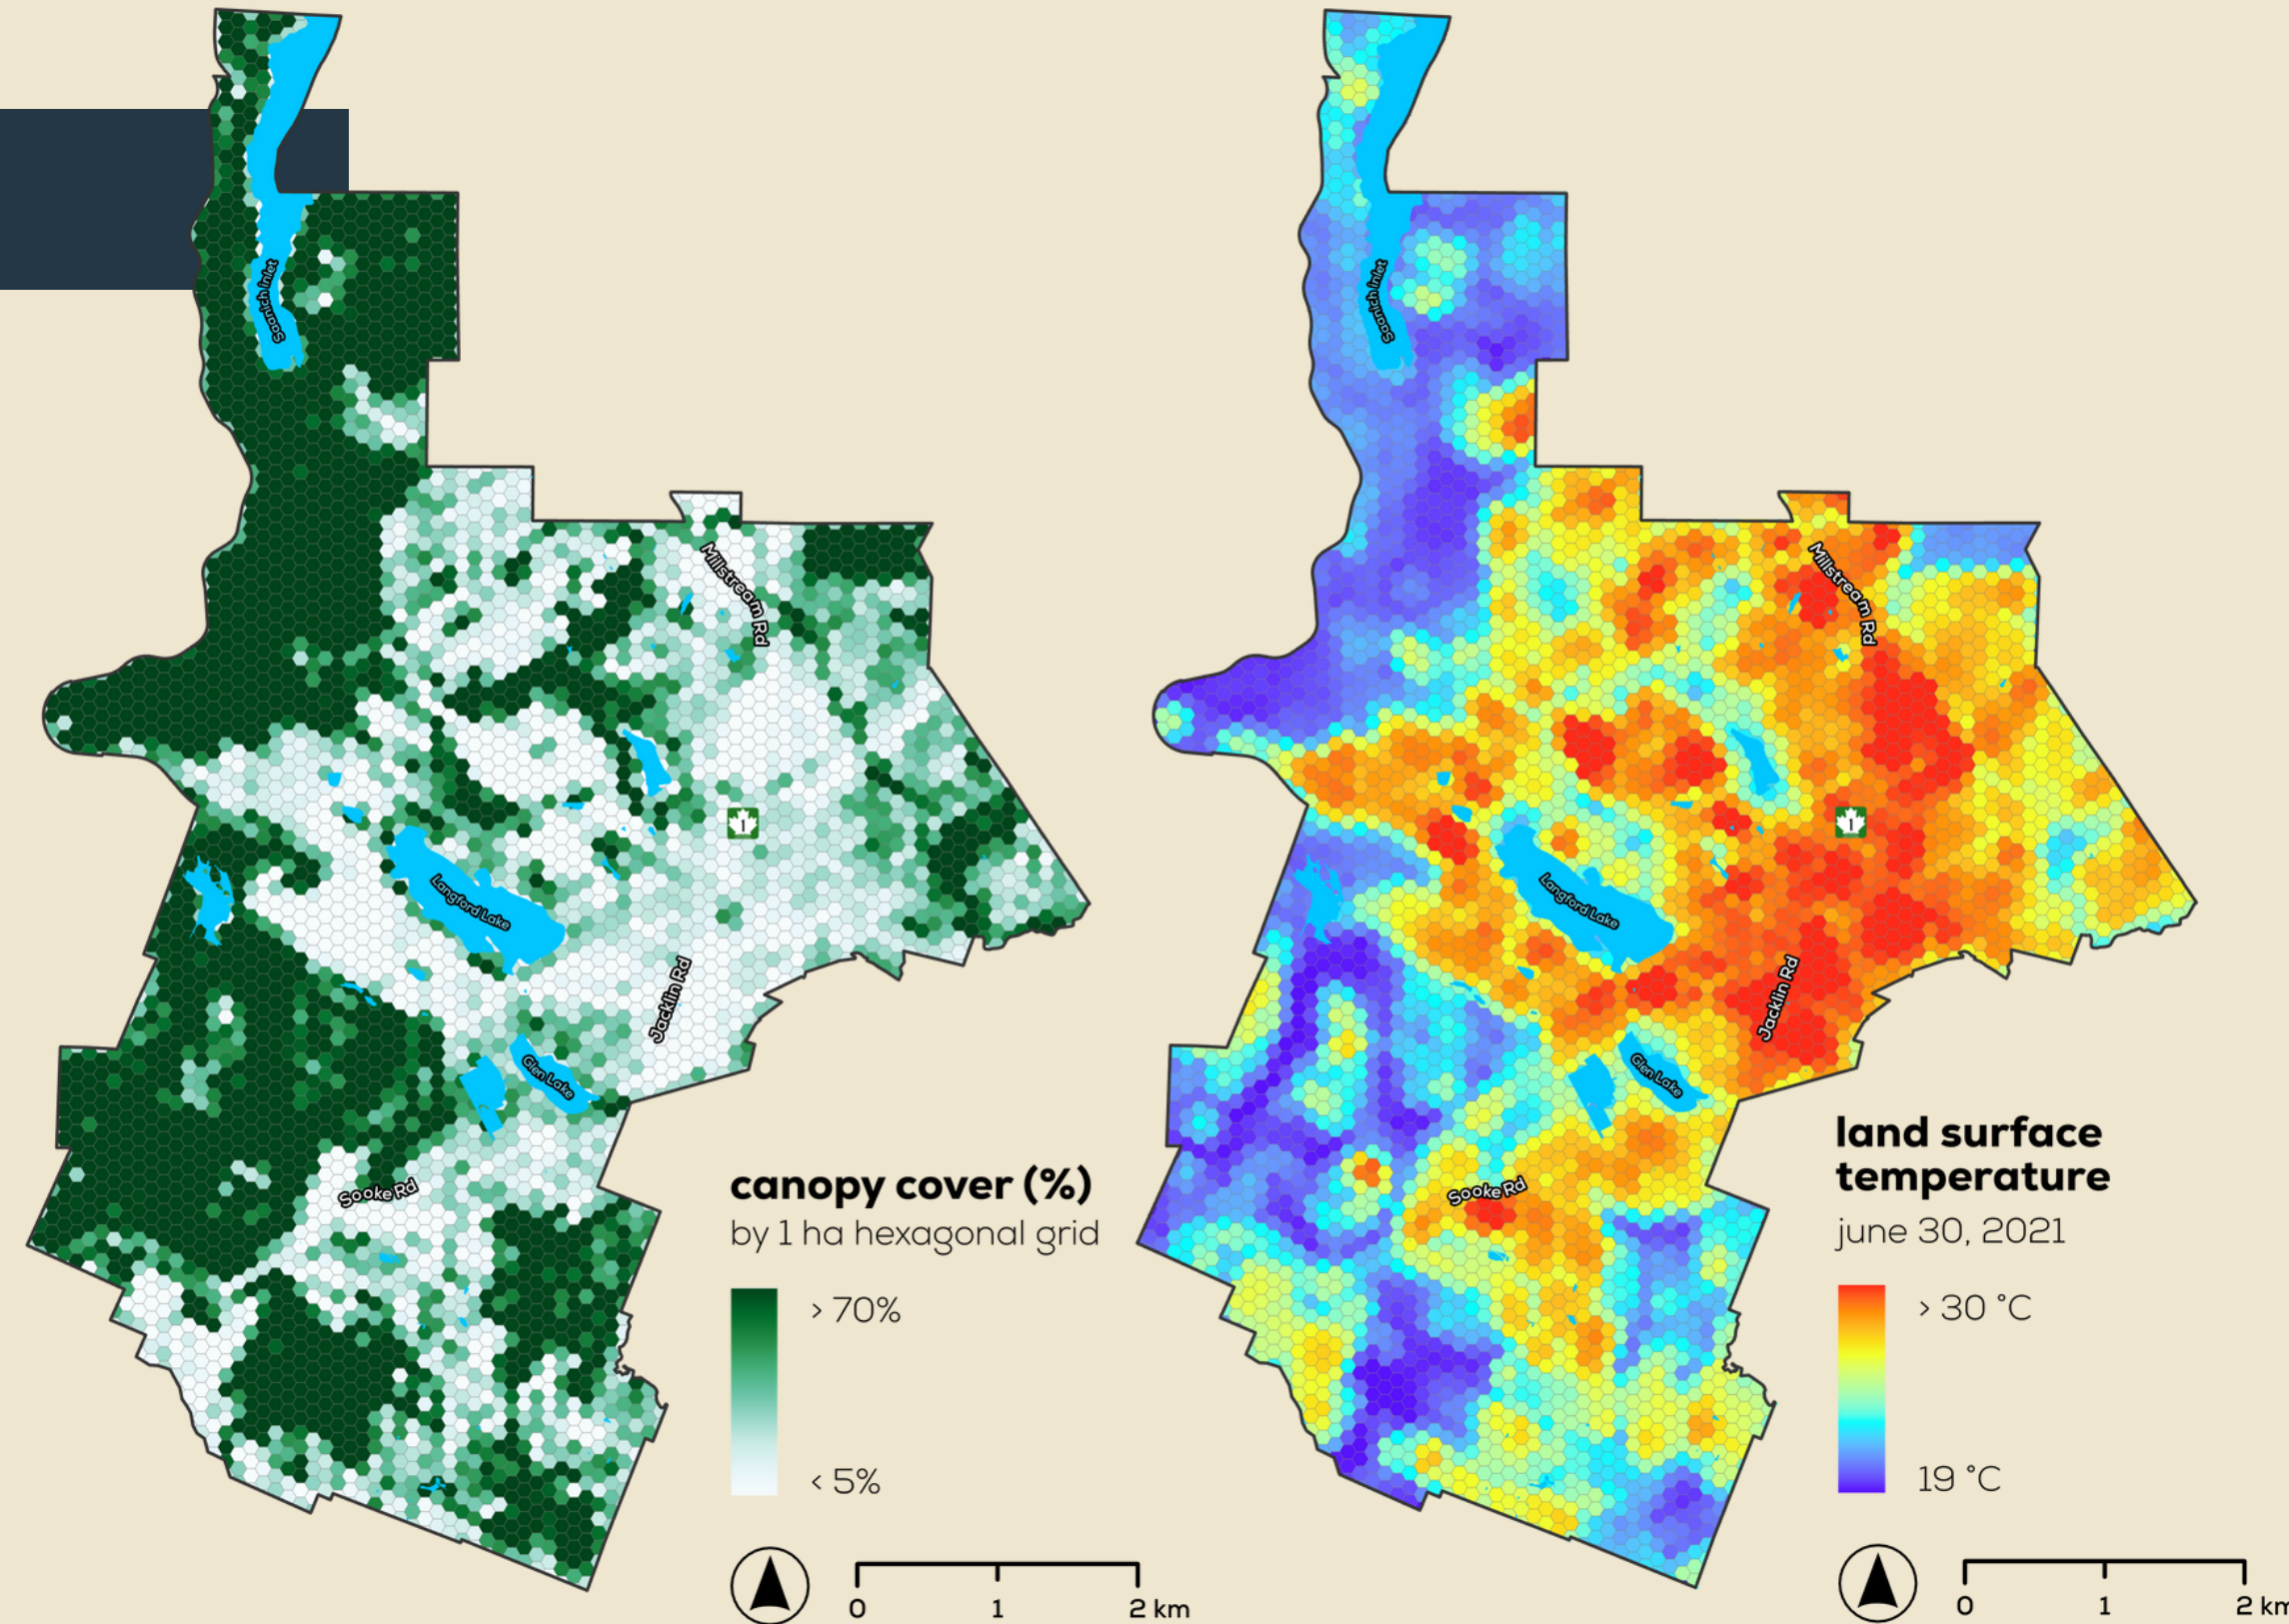 Saanich Inlet
Millstream Rd
1
Langford Lake
Jacklin Rd
Glen Lake
Sooke Rd
canopy cover (%)
by 1 ha hexagonal grid
> 70%
< 5%
0 1 2 km
Saanich Inlet
Millstream Rd
1
Langford Lake
Jacklin Rd
Glen Lake
Sooke Rd
land surface
temperature
june 30, 2021
> 30 °C
19 °C
0 1 2 km